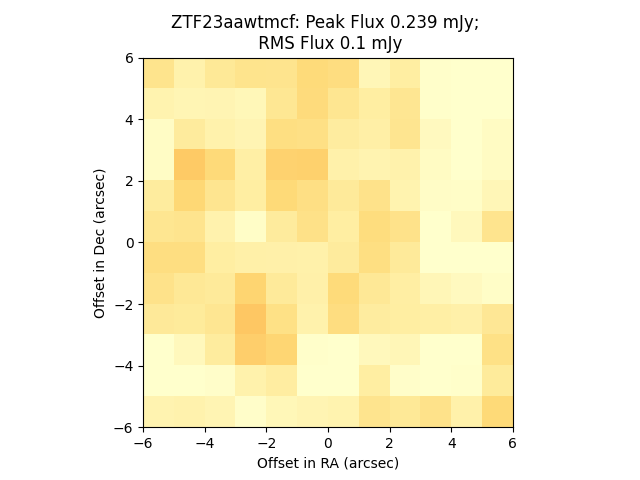 ZTF23aawtmcf: Peak Flux 0.239 mJy;
RMS Flux 0.1 mJy
6
4
2
0
−2
−4
−6
Offset in Dec (arcsec)
−6 −4 −2 0 2 4 6
Offset in RA (arcsec)